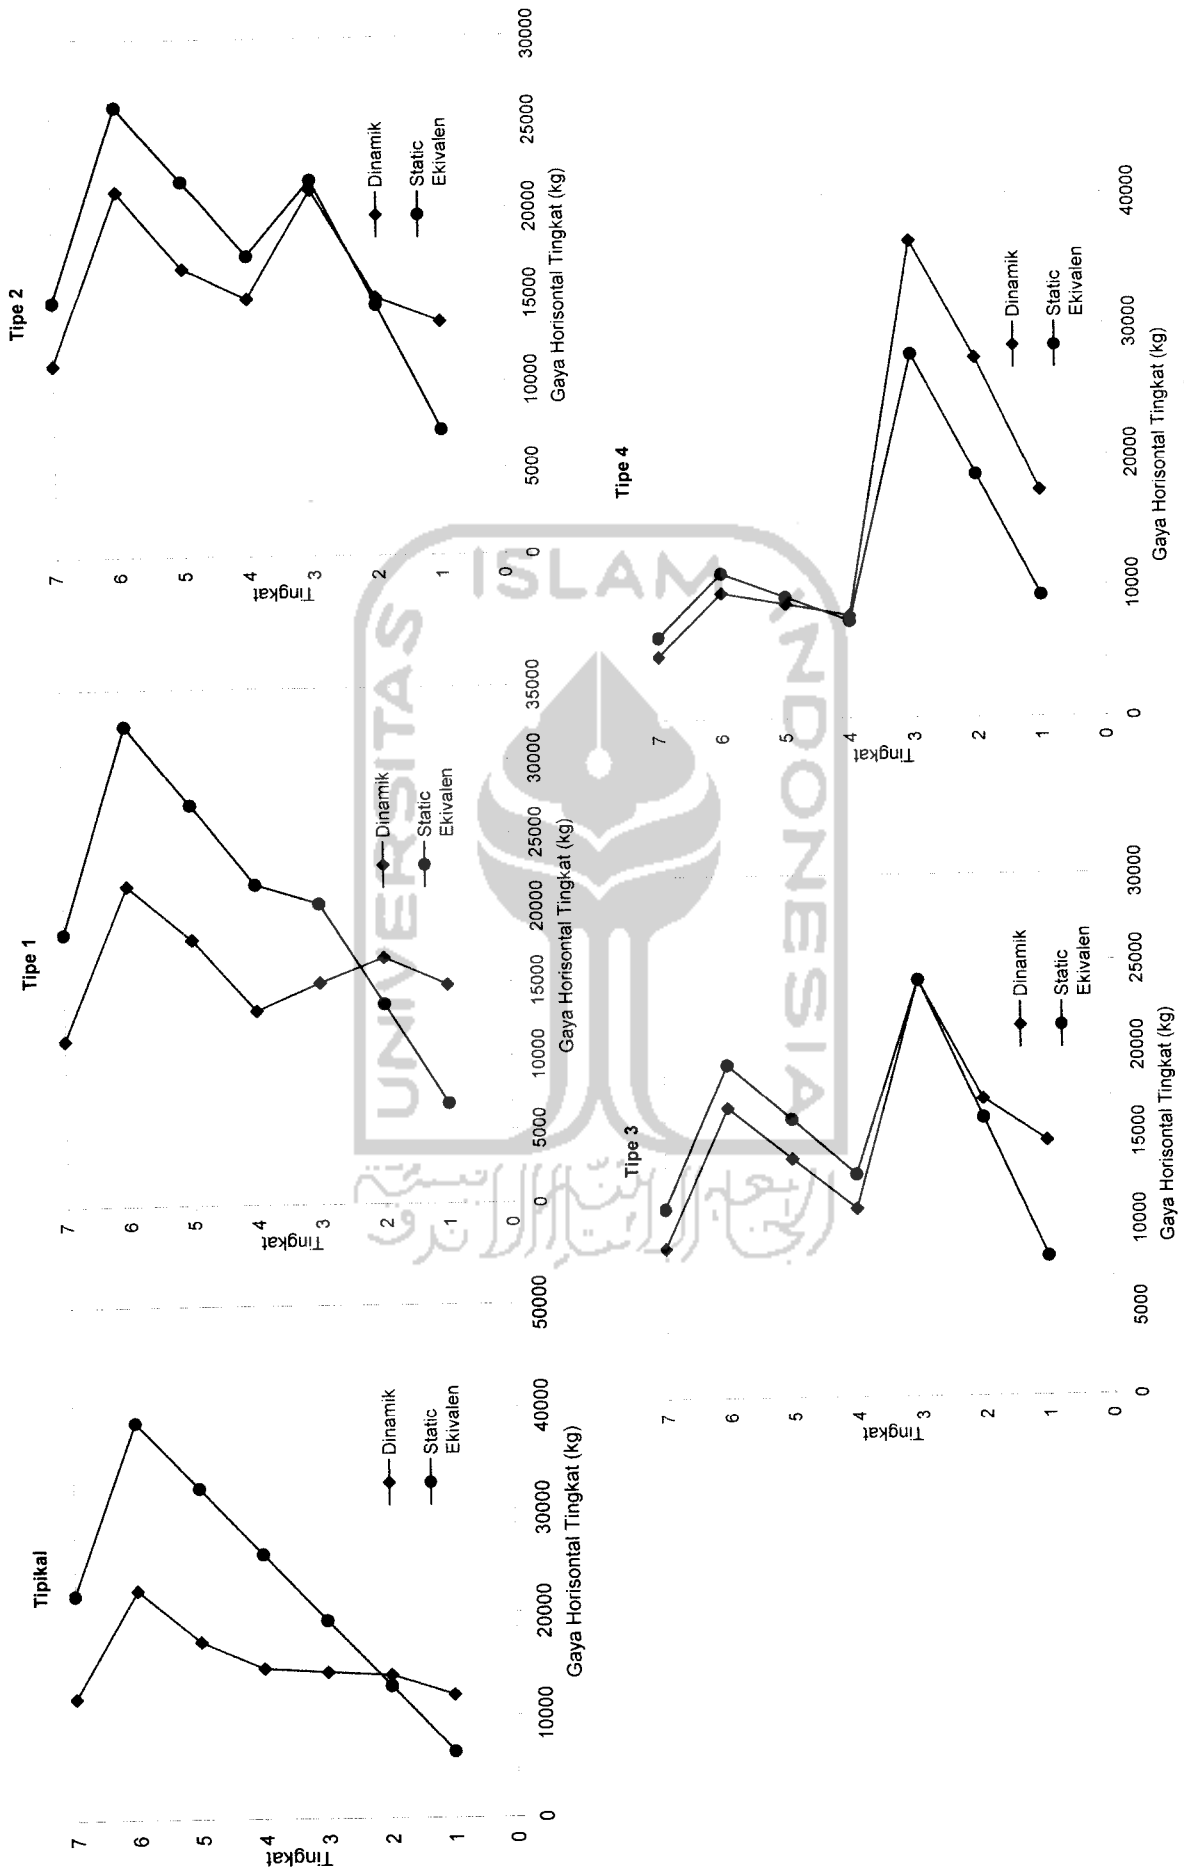 Tipikal
7
6
5
4
3
2
1
0
Tingkat
0
10000
20000
30000
40000
50000
Gaya Horisontal Tingkat (kg)
Dinamik
Static
Ekivalen
Tipe 1
7
6
5
4
3
2
1
0
Tingkat
0
5000
10000
15000
20000
25000
30000
35000
Gaya Horisontal Tingkat (kg)
Dinamik
Static
Ekivalen
Tipe 2
7
6
5
4
3
2
1
0
Tingkat
0
5000
10000
15000
20000
25000
30000
Gaya Horisontal Tingkat (kg)
Dinamik
Static
Ekivalen
Tipe 3
7
6
5
4
3
2
1
0
Tingkat
0
5000
10000
15000
20000
25000
30000
Gaya Horisontal Tingkat (kg)
Dinamik
Static
Ekivalen
Tipe 4
7
6
5
4
3
2
1
0
Tingkat
0
10000
20000
30000
40000
Gaya Horisontal Tingkat (kg)
Dinamik
Static
Ekivalen
UNIVERSITAS
ISLAM
INDONESIA